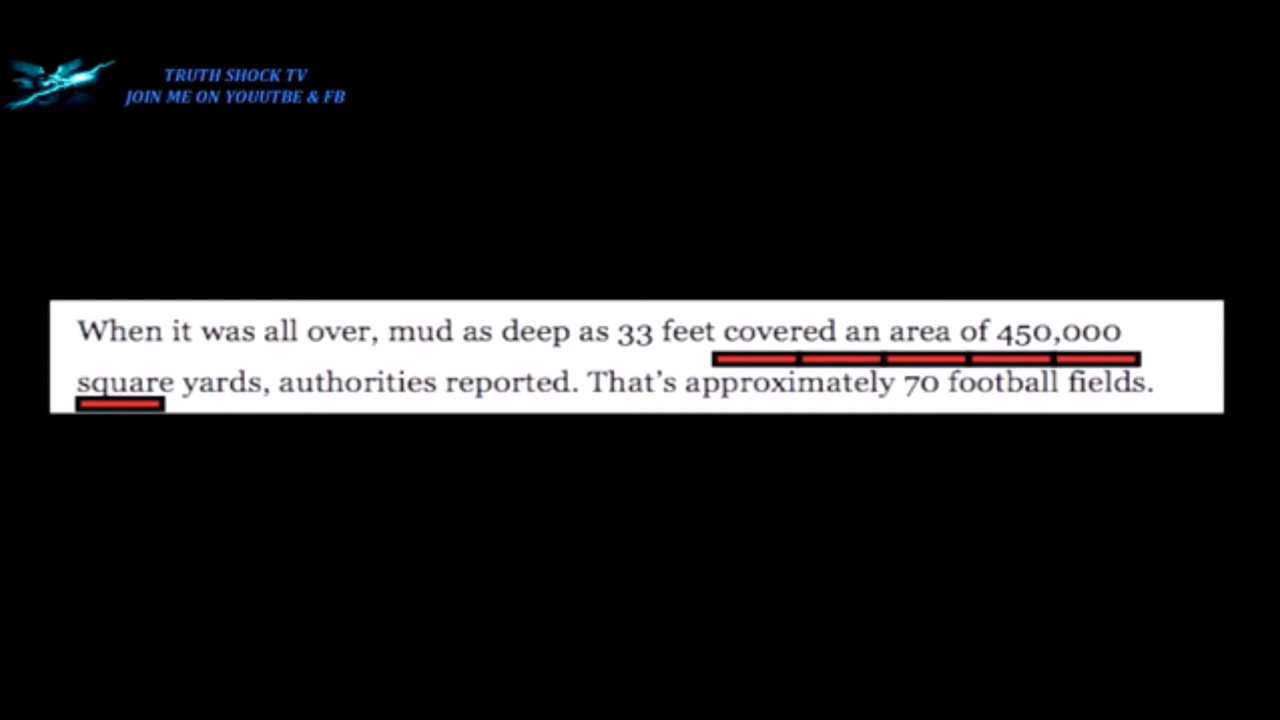 TRUTH SHOCK TV
JOIN ME ON YOUUTBE & FB
When it was all over, mud as deep as 33 feet covered an area of 450,000
square yards, authorities reported. That’s approximately 70 football fields.